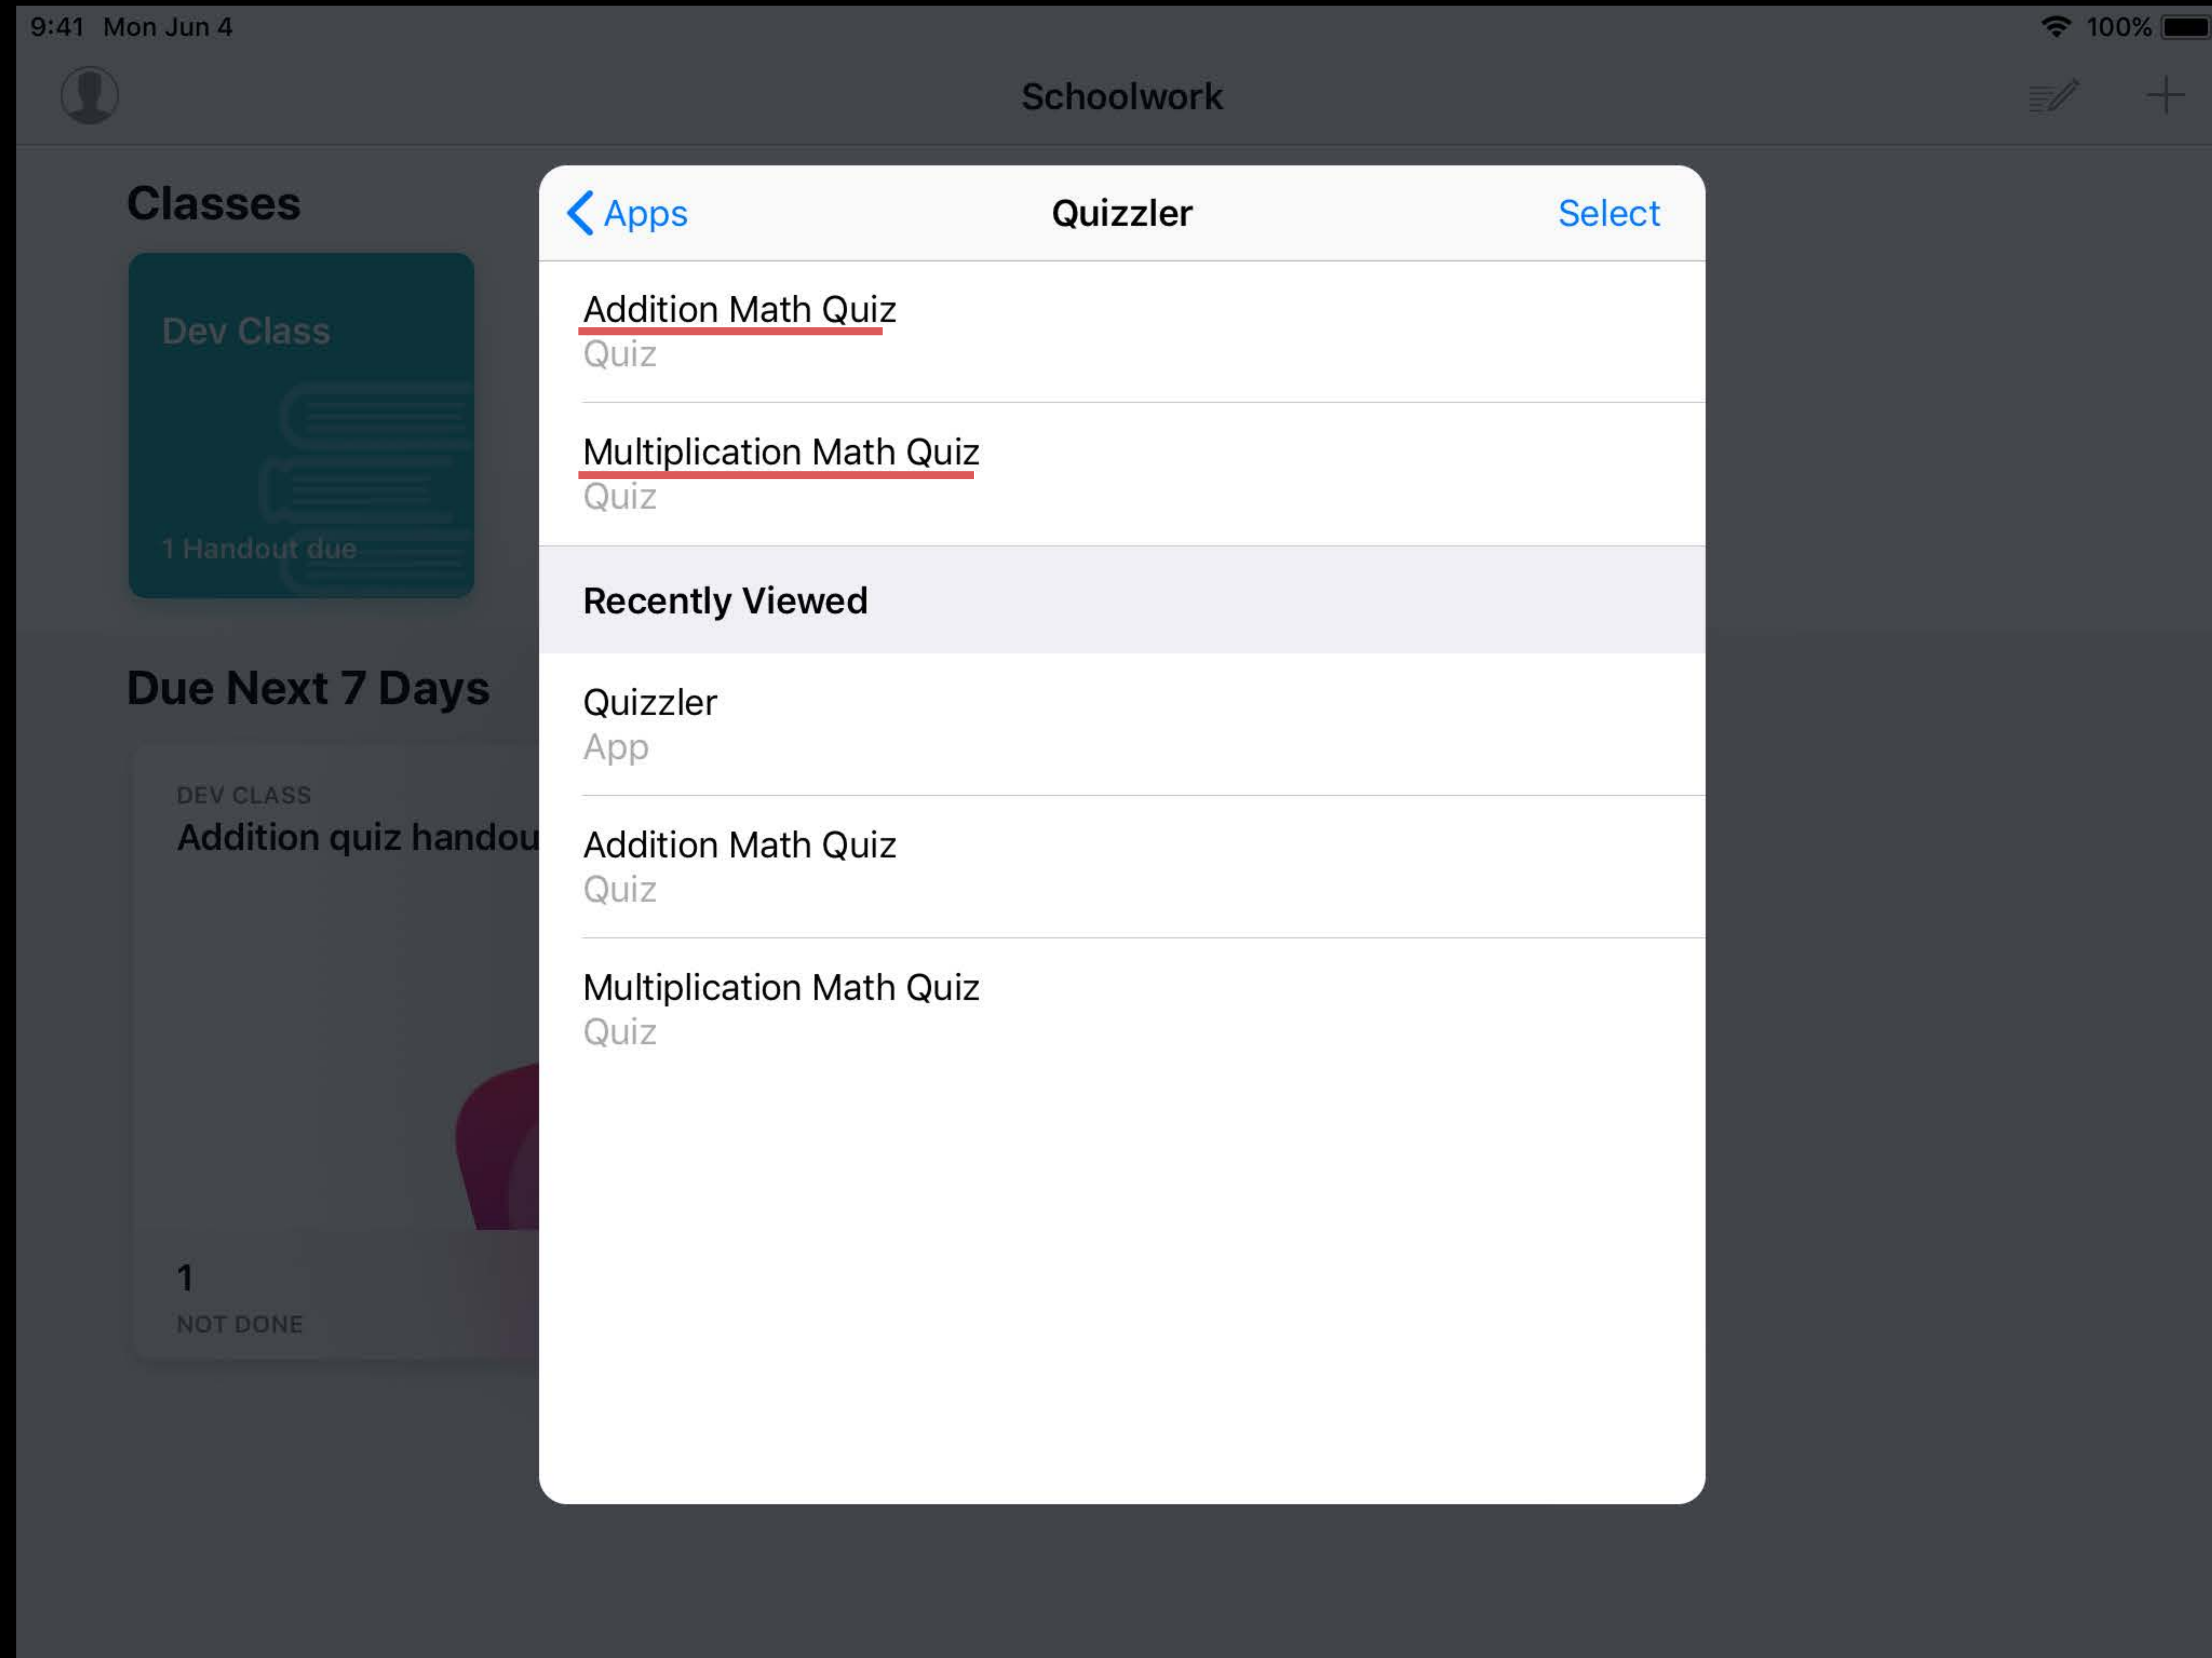 9:41 Mon Jun 4
100%
Schoolwork
Classes
Dev Class
1 Handout due
Due Next 7 Days
DEV CLASS
Addition quiz handou
1
NOT DONE
Apps
Quizzler
Select
Addition Math Quiz
Quiz
Multiplication Math Quiz
Quiz
Recently Viewed
Quizzler
App
Addition Math Quiz
Quiz
Multiplication Math Quiz
Quiz